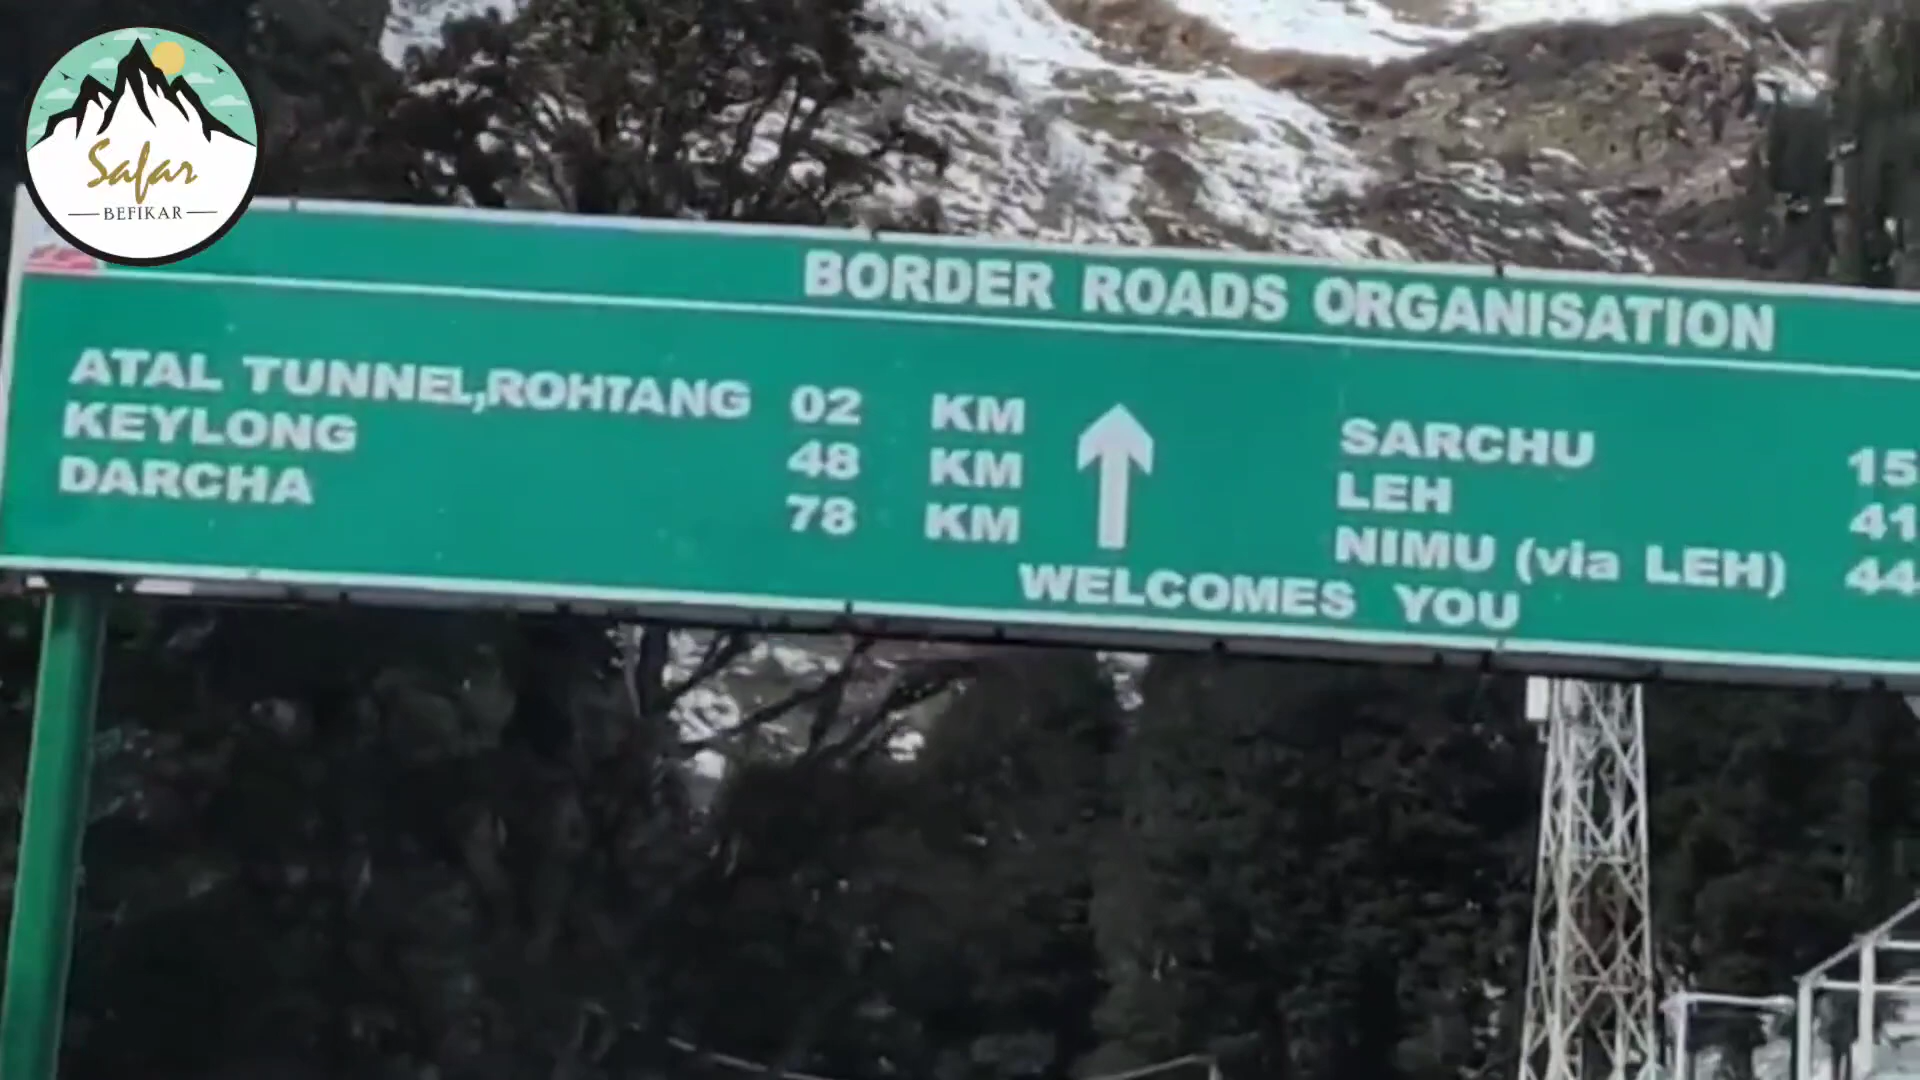 Safar
BEFIKAR
BORDER ROADS ORGANISATION
ATAL TUNNEL,ROHTANG 02 KM
KEYLONG 48 KM
DARCHA 78 KM
SARCHU 15
LEH 41
NIMU (via LEH) 44
WELCOMES YOU